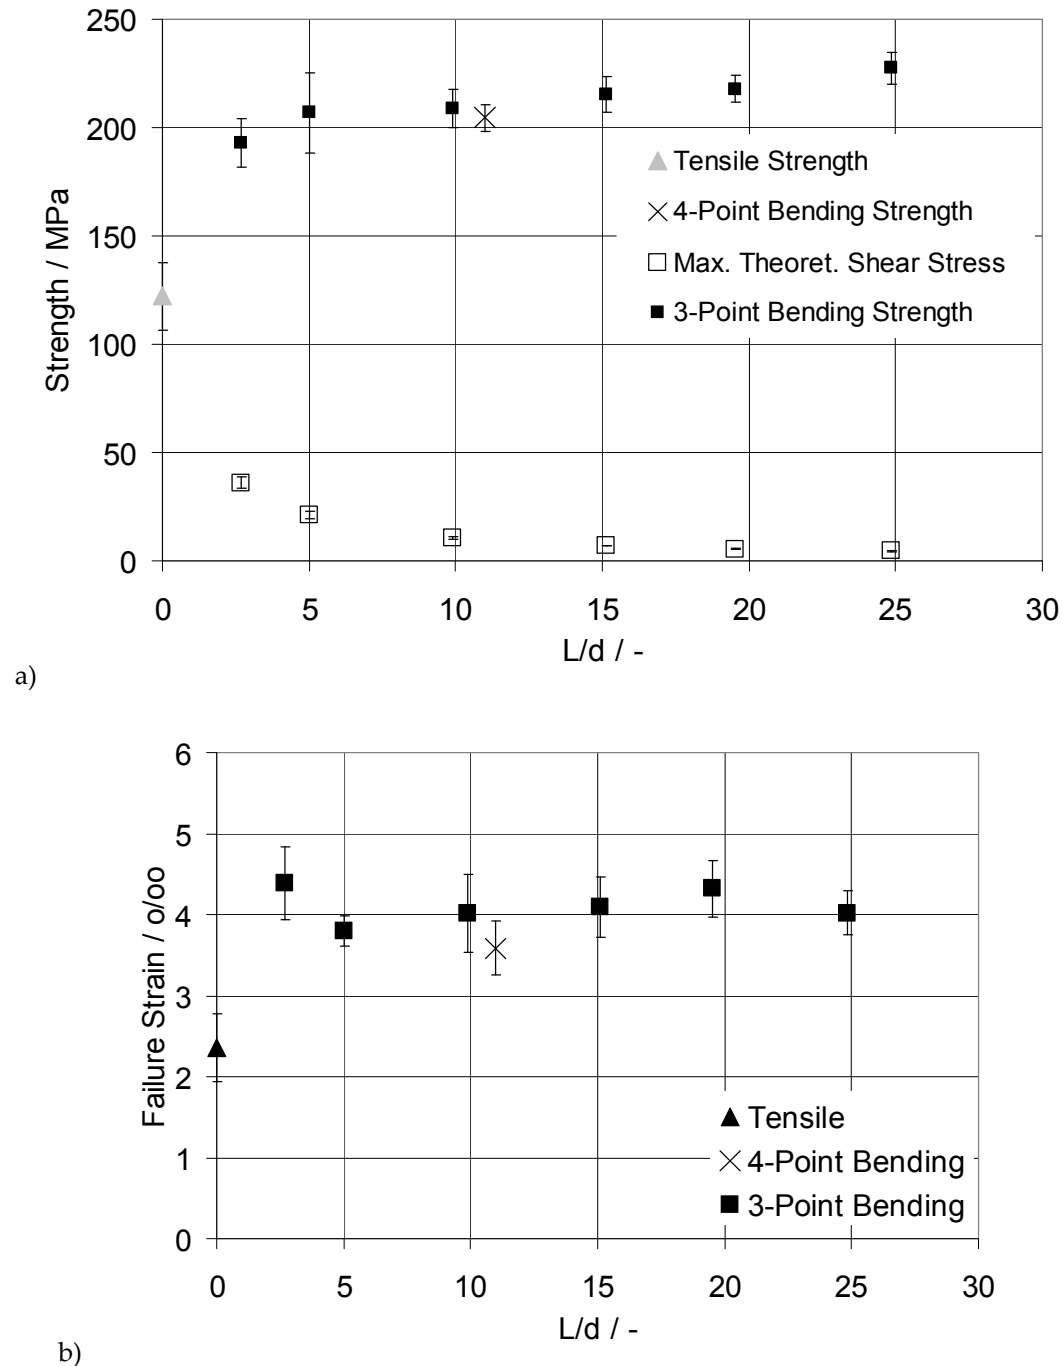 250
200
150
100
50
0
Strength / MPa
Tensile Strength
4-Point Bending Strength
Max. Theoret. Shear Stress
3-Point Bending Strength
0 5 10 15 20 25 30
L/d / -
a)
6
5
4
3
2
1
0
Failure Strain / o/oo
Tensile
4-Point Bending
3-Point Bending
0 5 10 15 20 25 30
L/d / -
b)